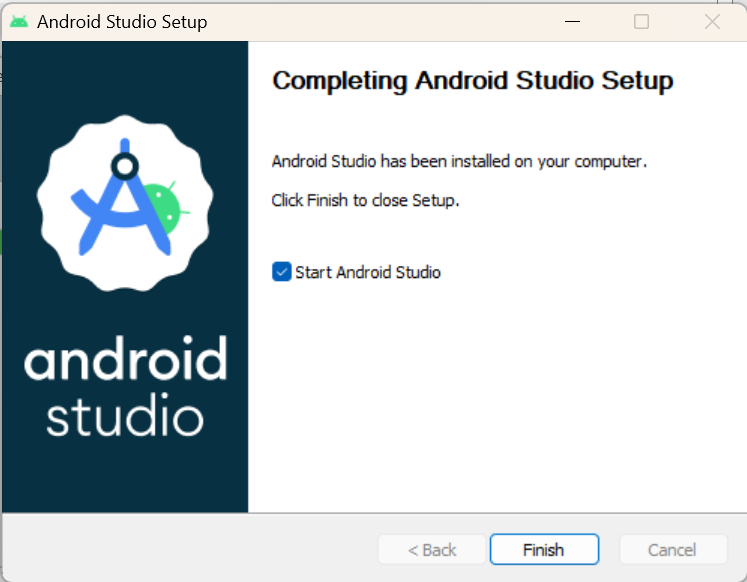 Android Studio Setup
Completing Android Studio Setup
Android Studio has been installed on your computer.
Click Finish to close Setup.
Start Android Studio
android
studio
< Back
Finish
Cancel